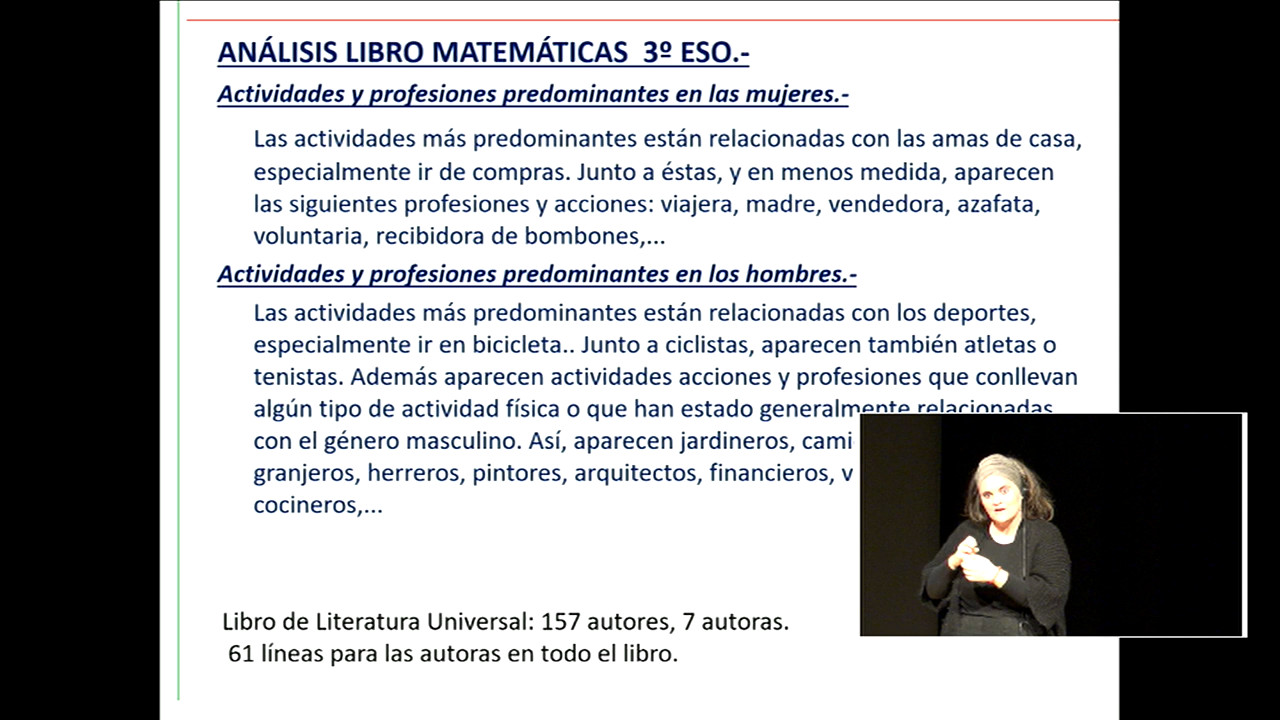 ANÁLISIS LIBRO MATEMÁTICAS 3º ESO.-
Actividades y profesiones predominantes en las mujeres.-
Las actividades más predominantes están relacionadas con las amas de casa,
especialmente ir de compras. Junto a éstas, y en menos medida, aparecen
las siguientes profesiones y acciones: viajera, madre, vendedora, azafata,
voluntaria, recibidora de bombones,...
Actividades y profesiones predominantes en los hombres.-
Las actividades más predominantes están relacionadas con los deportes,
especialmente ir en bicicleta.. Junto a ciclistas, aparecen también atletas o
tenistas. Además aparecen actividades acciones y profesiones que conllevan
algún tipo de actividad física o que han estado generalmente relacionadas
con el género masculino. Así, aparecen jardineros,
granjeros, herreros, pintores, arquitectos, financieros,
cocineros,...
Libro de Literatura Universal: 157 autores, 7 autoras.
61 líneas para las autoras en todo el libro.